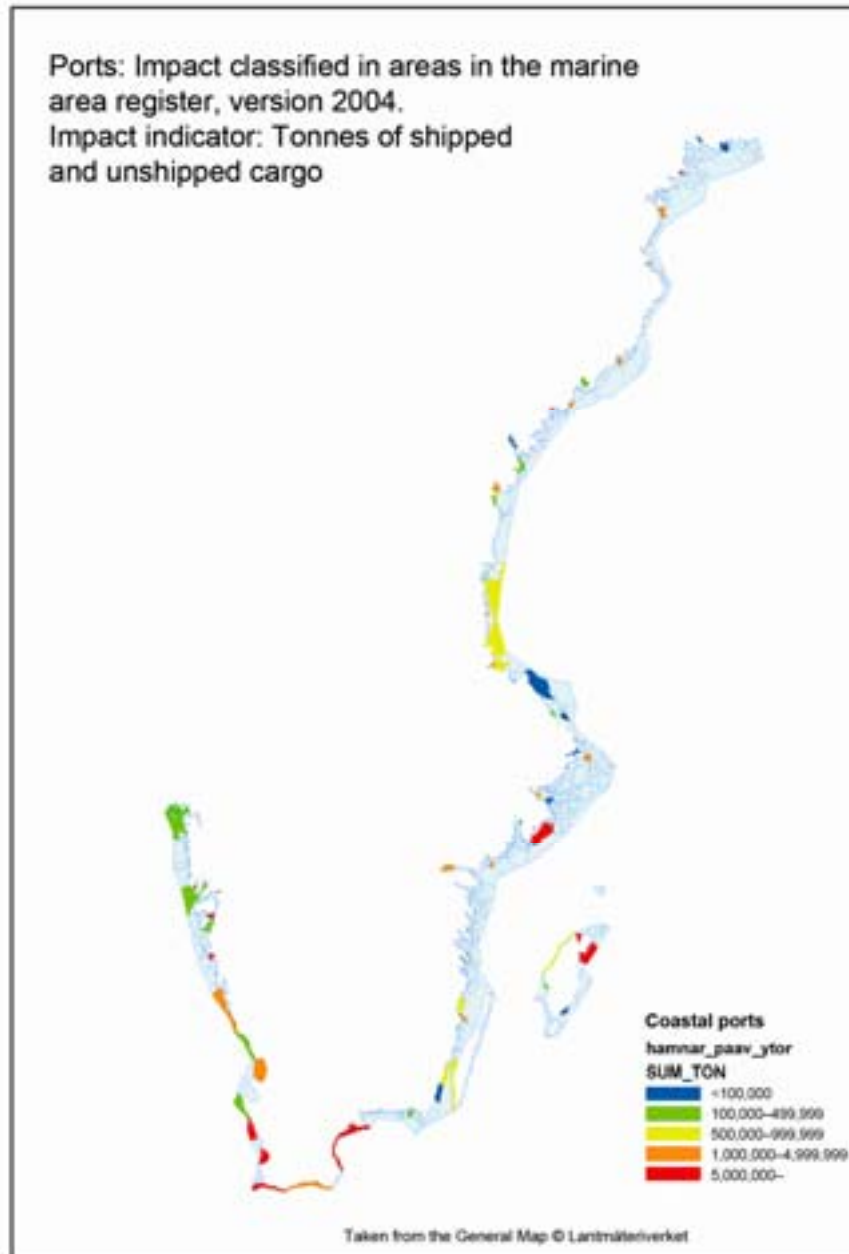 Ports: Impact classified in areas in the marine
area register, version 2004.
Impact indicator: Tonnes of shipped
and unshipped cargo
Coastal ports
hamnar_paav_ytor
SUM_TON
<100,000
100,000–499,999
500,000–999,999
1,000,000–4,999,999
5,000,000–
Taken from the General Map © Lantmäteriverket